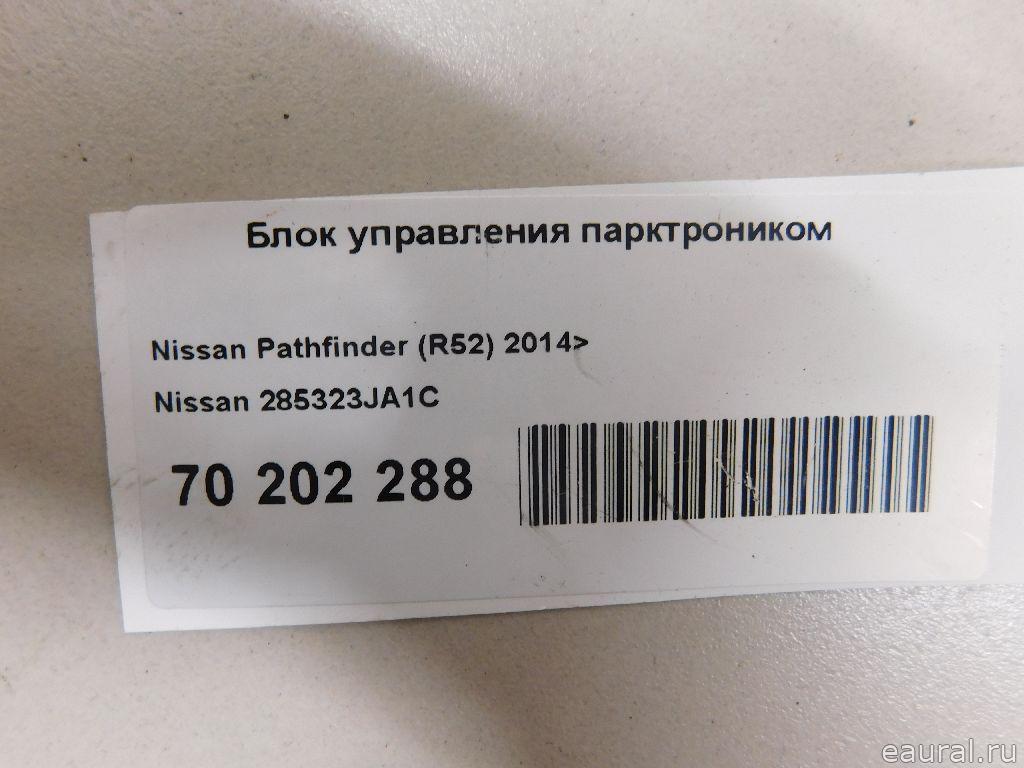 Блок управления парктроником
Nissan Pathfinder (R52) 2014>
Nissan 285323JA1C
70 202 288
eaural.ru